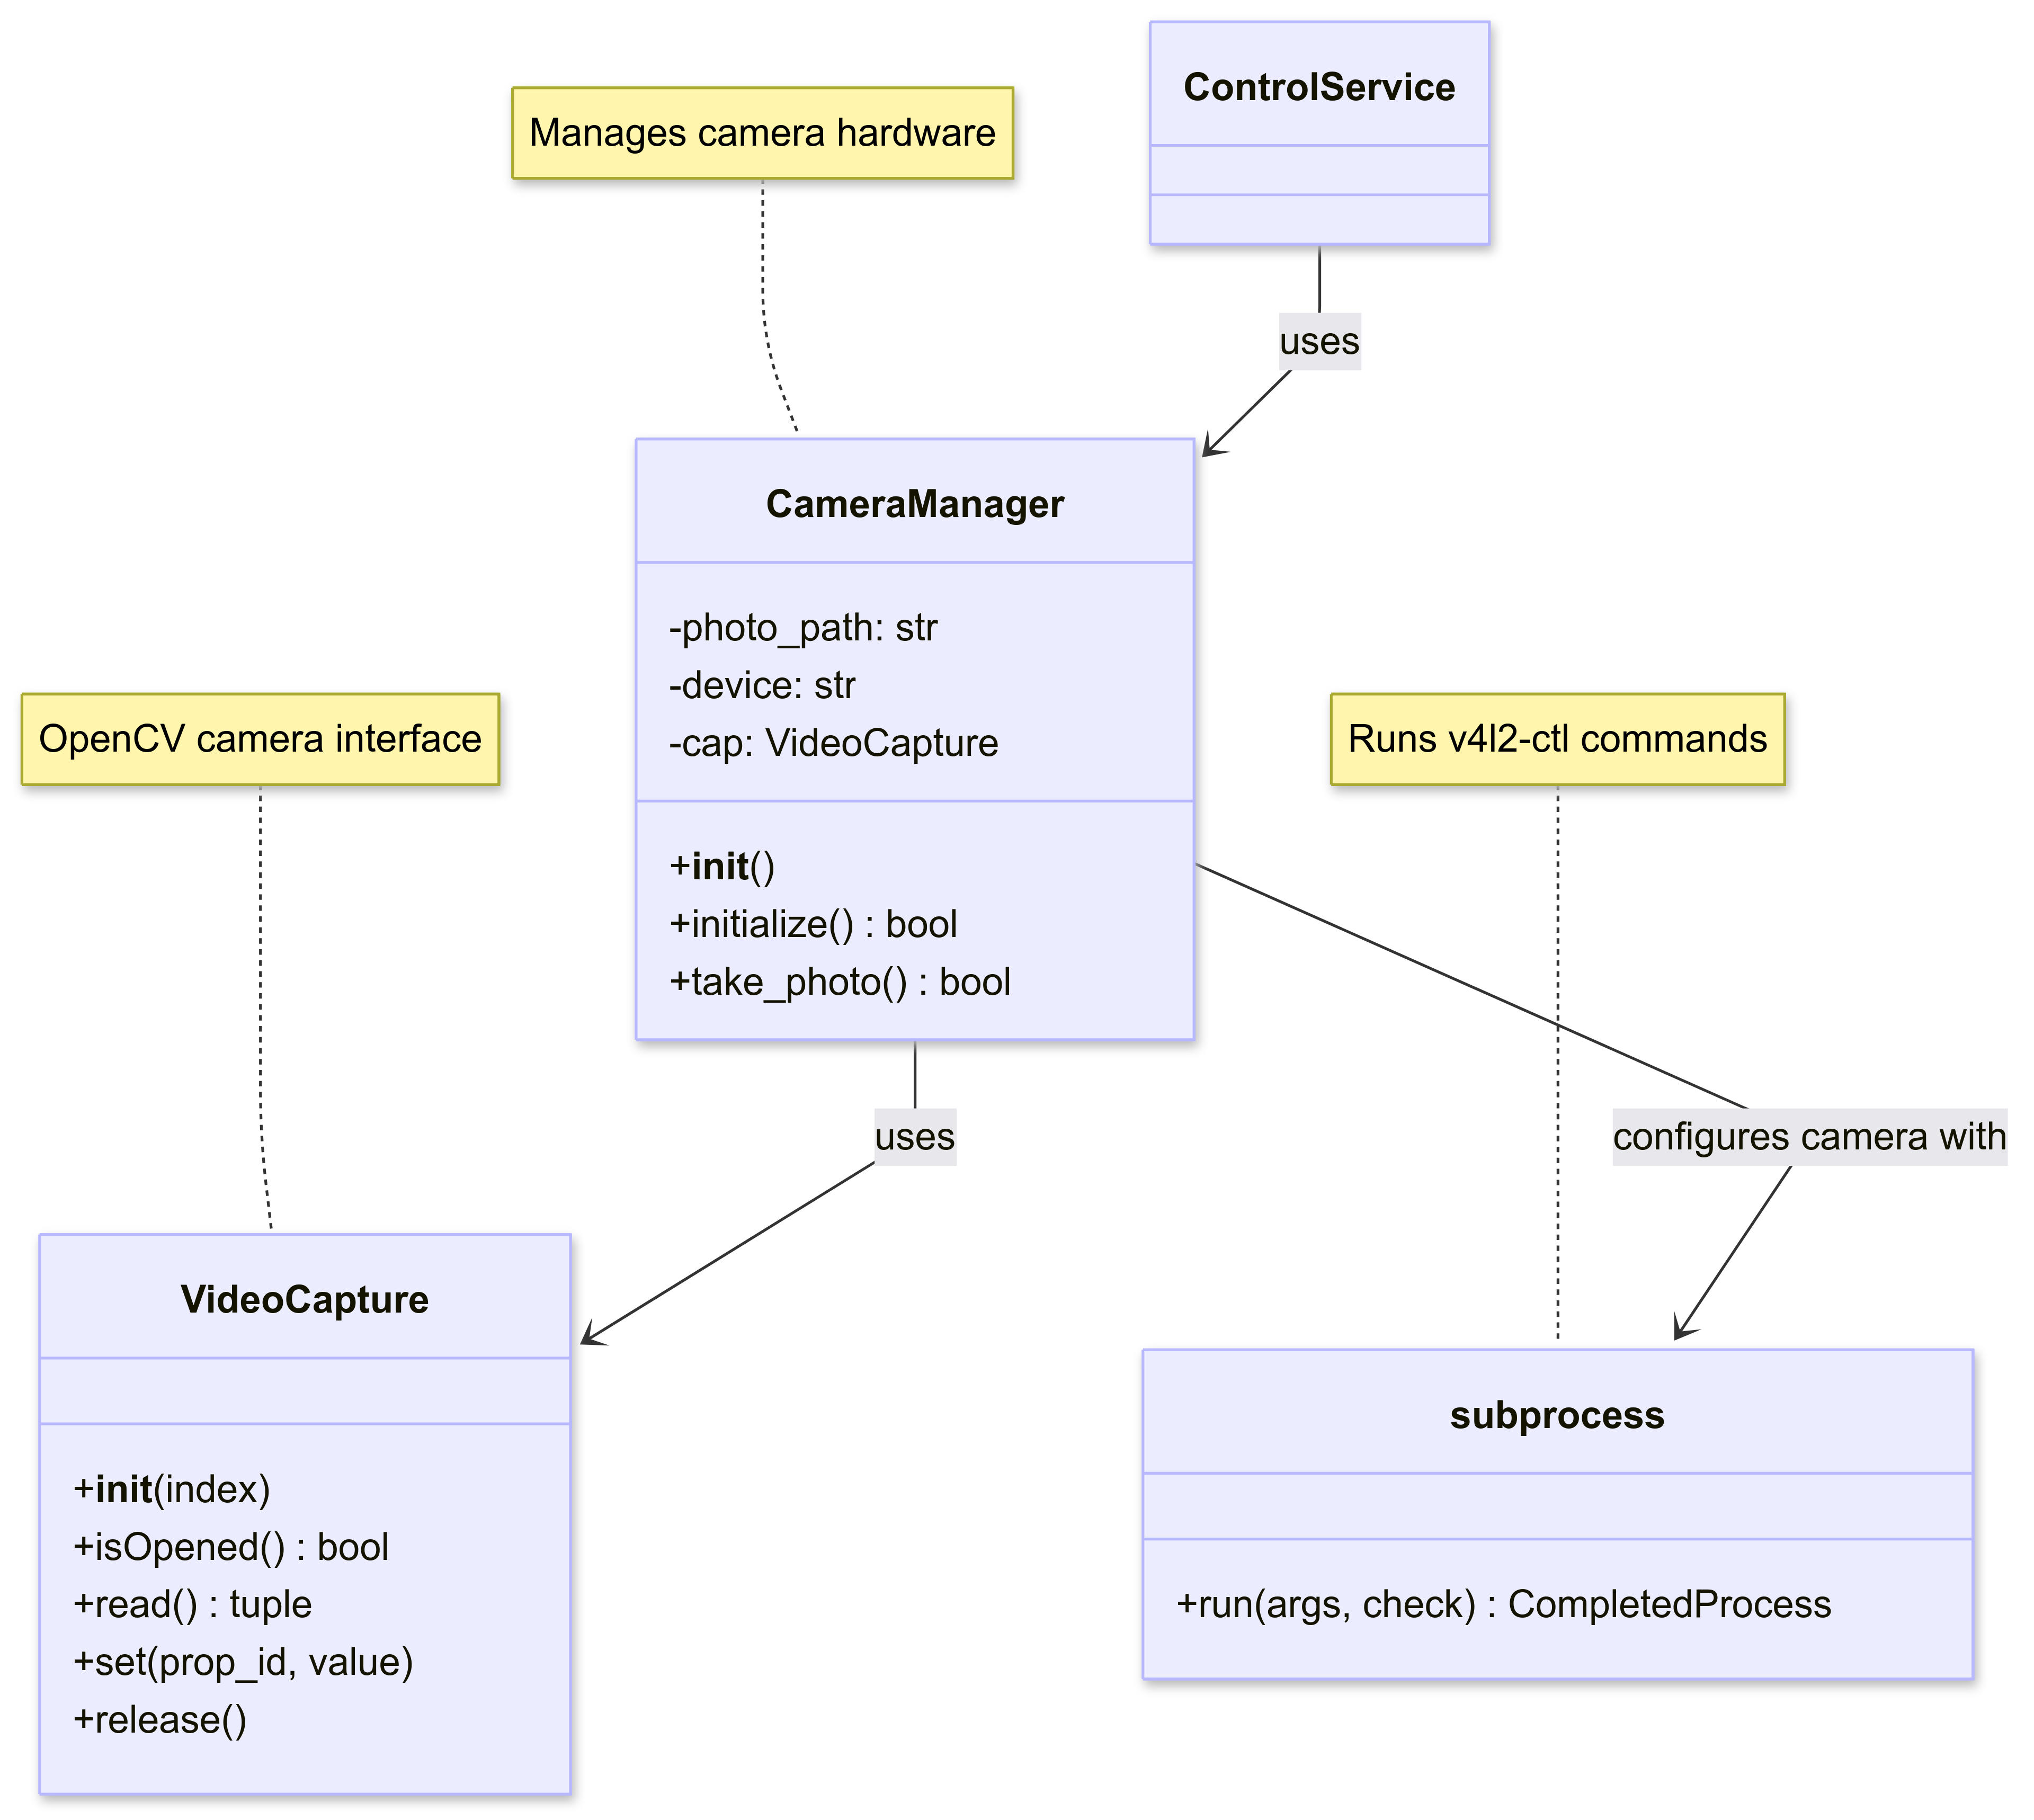 ControlService
Manages camera hardware
uses
CameraManager
-photo_path: str
-device: str
-cap: VideoCapture
+init()
+initialize() : bool
+take_photo() : bool
OpenCV camera interface
Runs v4l2-ctl commands
uses
configures camera with
VideoCapture
+init(index)
+isOpened() : bool
+read() : tuple
+set(prop_id, value)
+release()
subprocess
+run(args, check) : CompletedProcess